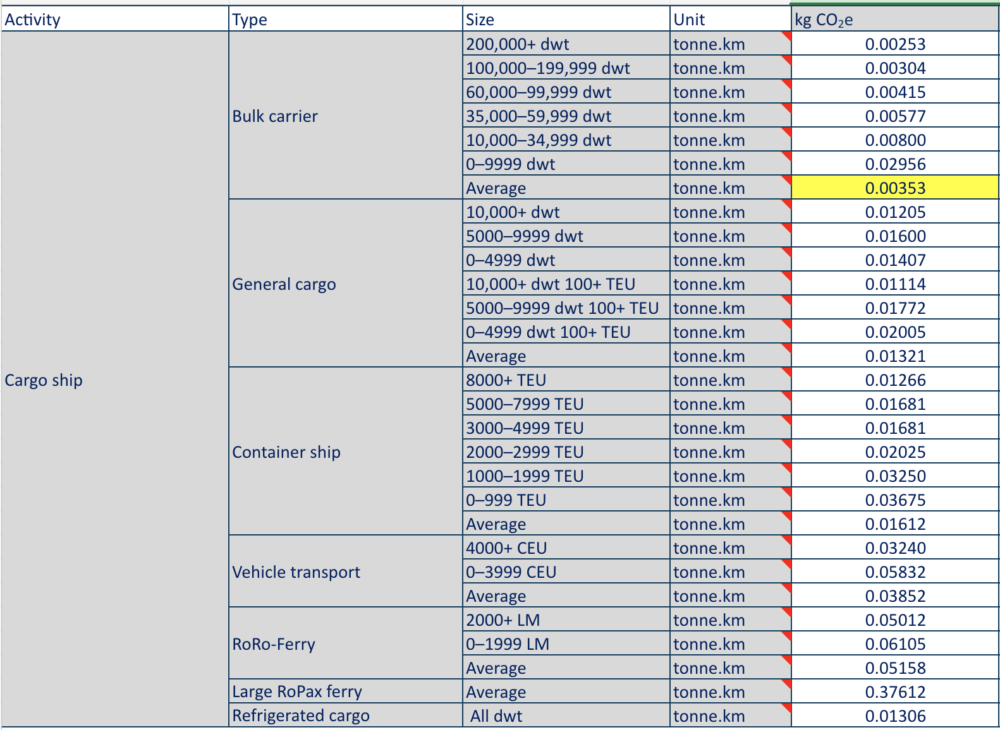 Activity Type Size Unit kg CO₂e
200,000+ dwt tonne.km 0.00253
100,000–199,999 dwt tonne.km 0.00304
60,000–99,999 dwt tonne.km 0.00415
Bulk carrier 35,000–59,999 dwt tonne.km 0.00577
10,000–34,999 dwt tonne.km 0.00800
0–9999 dwt tonne.km 0.02956
Average tonne.km 0.00353
10,000+ dwt tonne.km 0.01205
5000–9999 dwt tonne.km 0.01600
0–4999 dwt tonne.km 0.01407
General cargo 10,000+ dwt 100+ TEU tonne.km 0.01114
5000–9999 dwt 100+ TEU tonne.km 0.01772
0–4999 dwt 100+ TEU tonne.km 0.02005
Average tonne.km 0.01321
Cargo ship 8000+ TEU tonne.km 0.01266
5000–7999 TEU tonne.km 0.01681
3000–4999 TEU tonne.km 0.01681
Container ship 2000–2999 TEU tonne.km 0.02025
1000–1999 TEU tonne.km 0.03250
0–999 TEU tonne.km 0.03675
Average tonne.km 0.01612
4000+ CEU tonne.km 0.03240
Vehicle transport 0–3999 CEU tonne.km 0.05832
Average tonne.km 0.03852
2000+ LM tonne.km 0.05012
RoRo-Ferry 0–1999 LM tonne.km 0.06105
Average tonne.km 0.05158
Large RoPax ferry Average tonne.km 0.37612
Refrigerated cargo All dwt tonne.km 0.01306